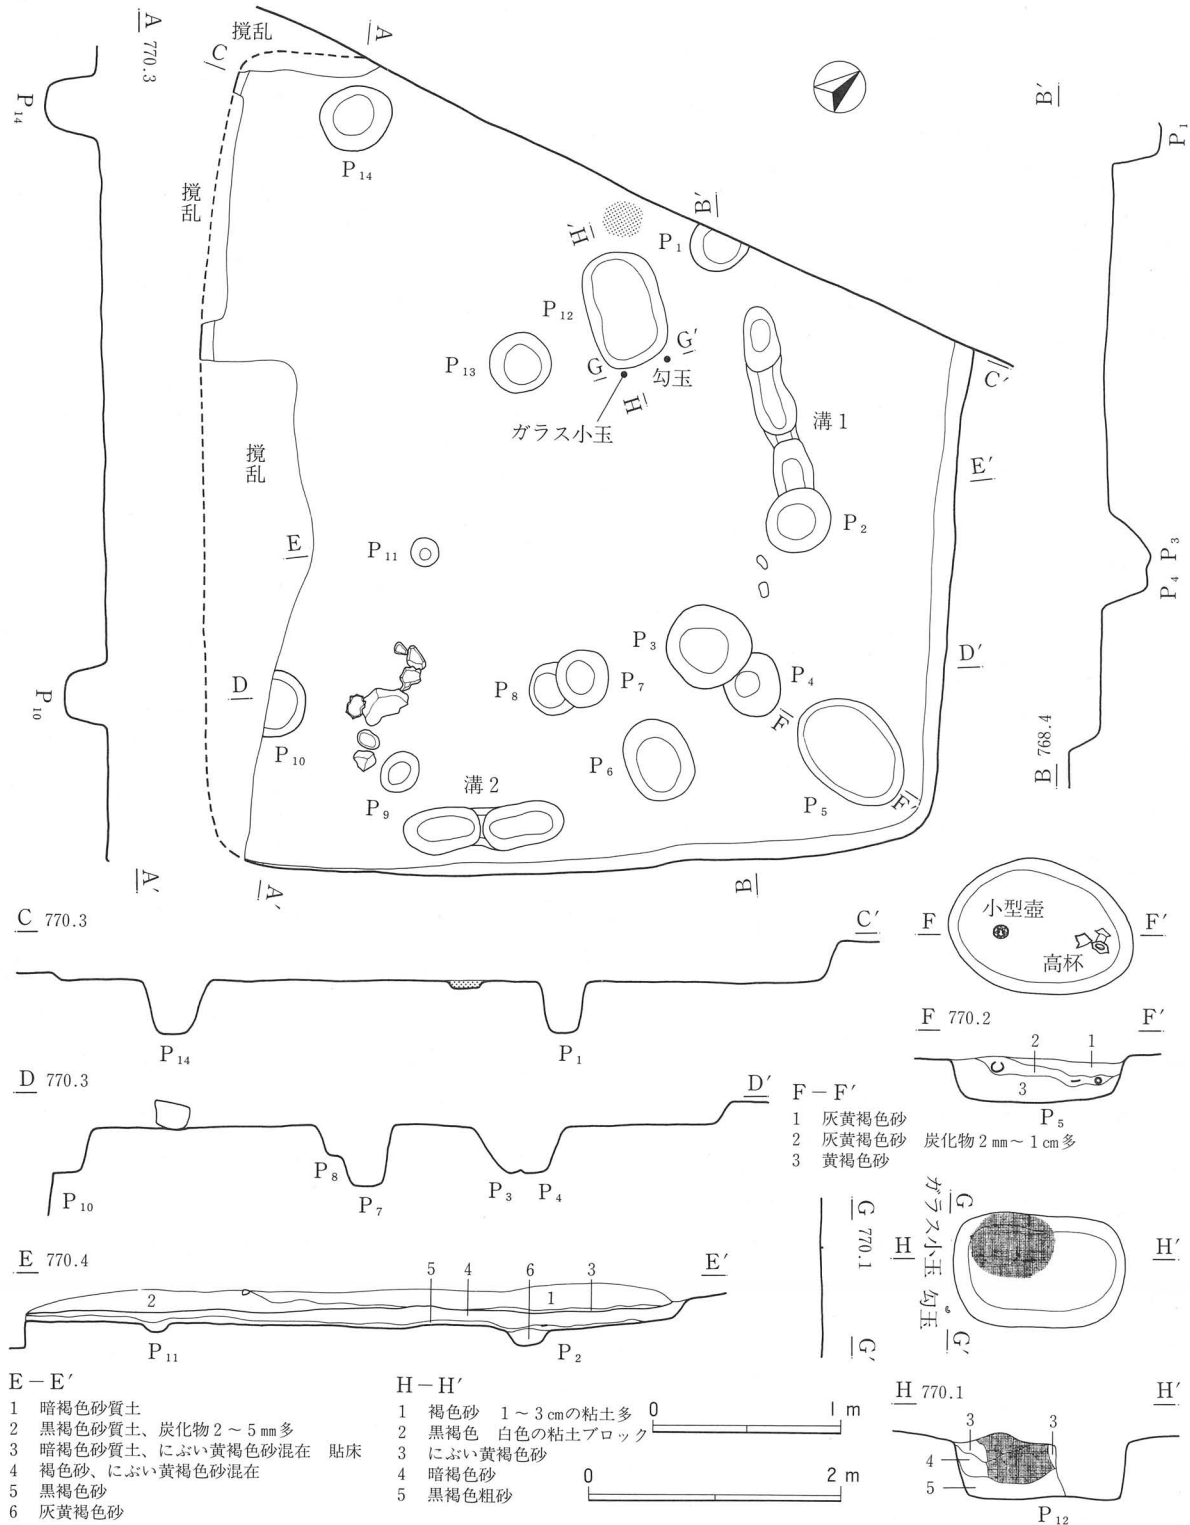 A
770.3
P14
P10
A'
撹乱
C
A
P14
撹乱
撹乱
B'
P1
H'
P12
P13
G'
G
勾玉
H
ガラス小玉
溝1
C'
E'
P2
E
P11
P3
P4
D'
P8
P7
F
D
P10
P9
P6
P5
F'
溝2
A'
B
B'
P1
P3
P4
768.4
B
C 770.3
C'
P14
P1
D 770.3
D'
P10
P8
P7
P3
P4
E 770.4
E'
5
4
6
3
2
1
P11
P2
F
小型壺
高杯
F'
F 770.2
F'
2
1
3
P5
F－F'
1 灰黄褐色砂
2 灰黄褐色砂 炭化物2㎜～1㎝多
3 黄褐色砂
G
770.1
G'
G
H
ガラス小玉
勾玉
H'
G'
H 770.1
H'
3
3
4
5
P12
E－E'
1 暗褐色砂質土
2 黒褐色砂質土、炭化物2～5㎜多
3 暗褐色砂質土、にぶい黄褐色砂混在 貼床
4 褐色砂、にぶい黄褐色砂混在
5 黒褐色砂
6 灰黄褐色砂
H－H'
1 褐色砂 1～3㎝の粘土多
2 黒褐色 白色の粘土ブロック
3 にぶい黄褐色砂
4 暗褐色砂
5 黒褐色粗砂
0 1m
0 2m